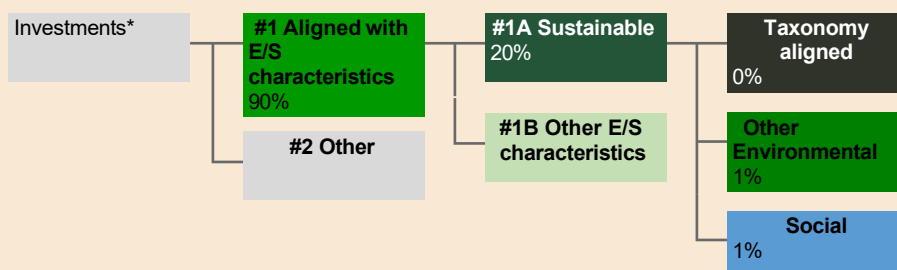 Investments*
#1 Aligned with
E/S
characteristics
90%
#2 Other
#1A Sustainable
20%
#1B Other E/S
characteristics
Taxonomy
aligned
0%
Other
Environmental
1%
Social
1%